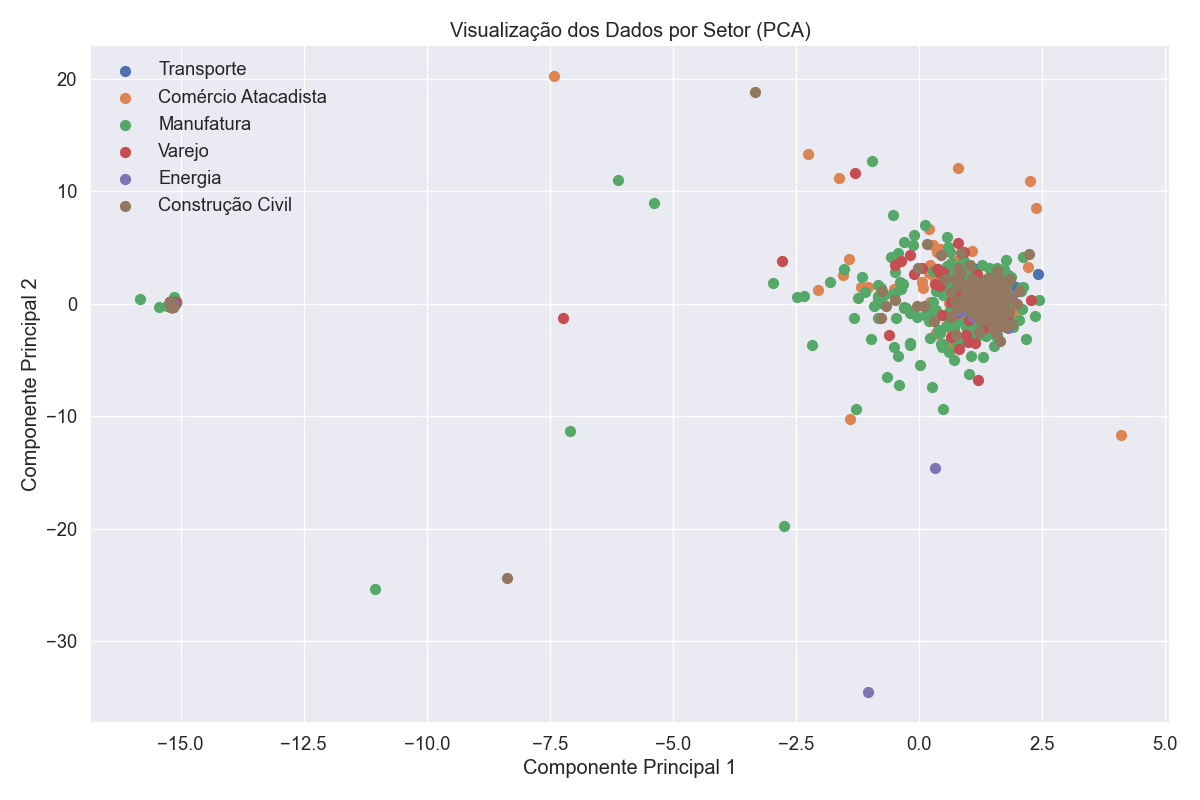 Visualização dos Dados por Setor (PCA)
Transporte
Comércio Atacadista
Manufatura
Varejo
Energia
Construção Civil
20
10
0
−10
−20
−30
Componente Principal 2
−15.0
−12.5
−10.0
−7.5
−5.0
−2.5
0.0
2.5
5.0
Componente Principal 1